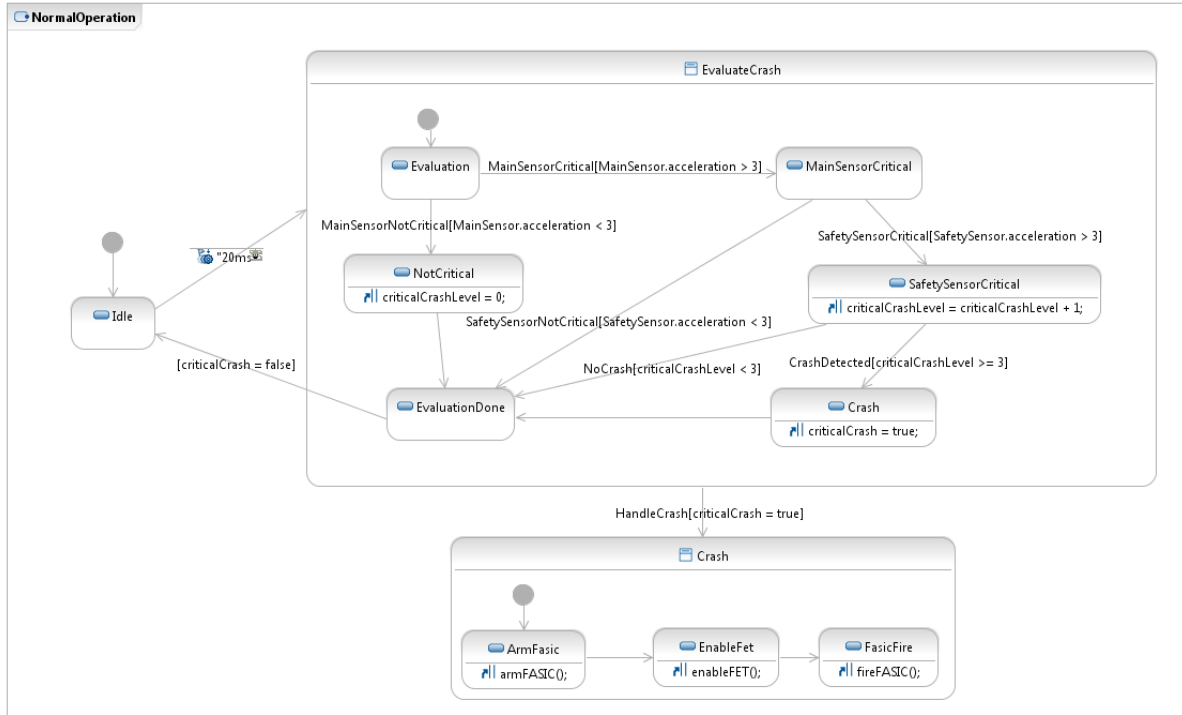 NormalOperation
EvaluateCrash
Evaluation
MainSensorCritical[MainSensor.acceleration > 3]
MainSensorCritical
MainSensorNotCritical[MainSensor.acceleration < 3]
SafetySensorCritical[SafetySensor.acceleration > 3]
"20ms"
NotCritical
criticalCrashLevel = 0;
SafetySensorCritical
criticalCrashLevel = criticalCrashLevel + 1;
Idle
SafetySensorNotCritical[SafetySensor.acceleration < 3]
[criticalCrash = false]
NoCrash[criticalCrashLevel < 3]
CrashDetected[criticalCrashLevel >= 3]
EvaluationDone
Crash
criticalCrash = true;
HandleCrash[criticalCrash = true]
Crash
ArmFasic
armFASIC();
EnableFet
enableFET();
FasicFire
fireFASIC();